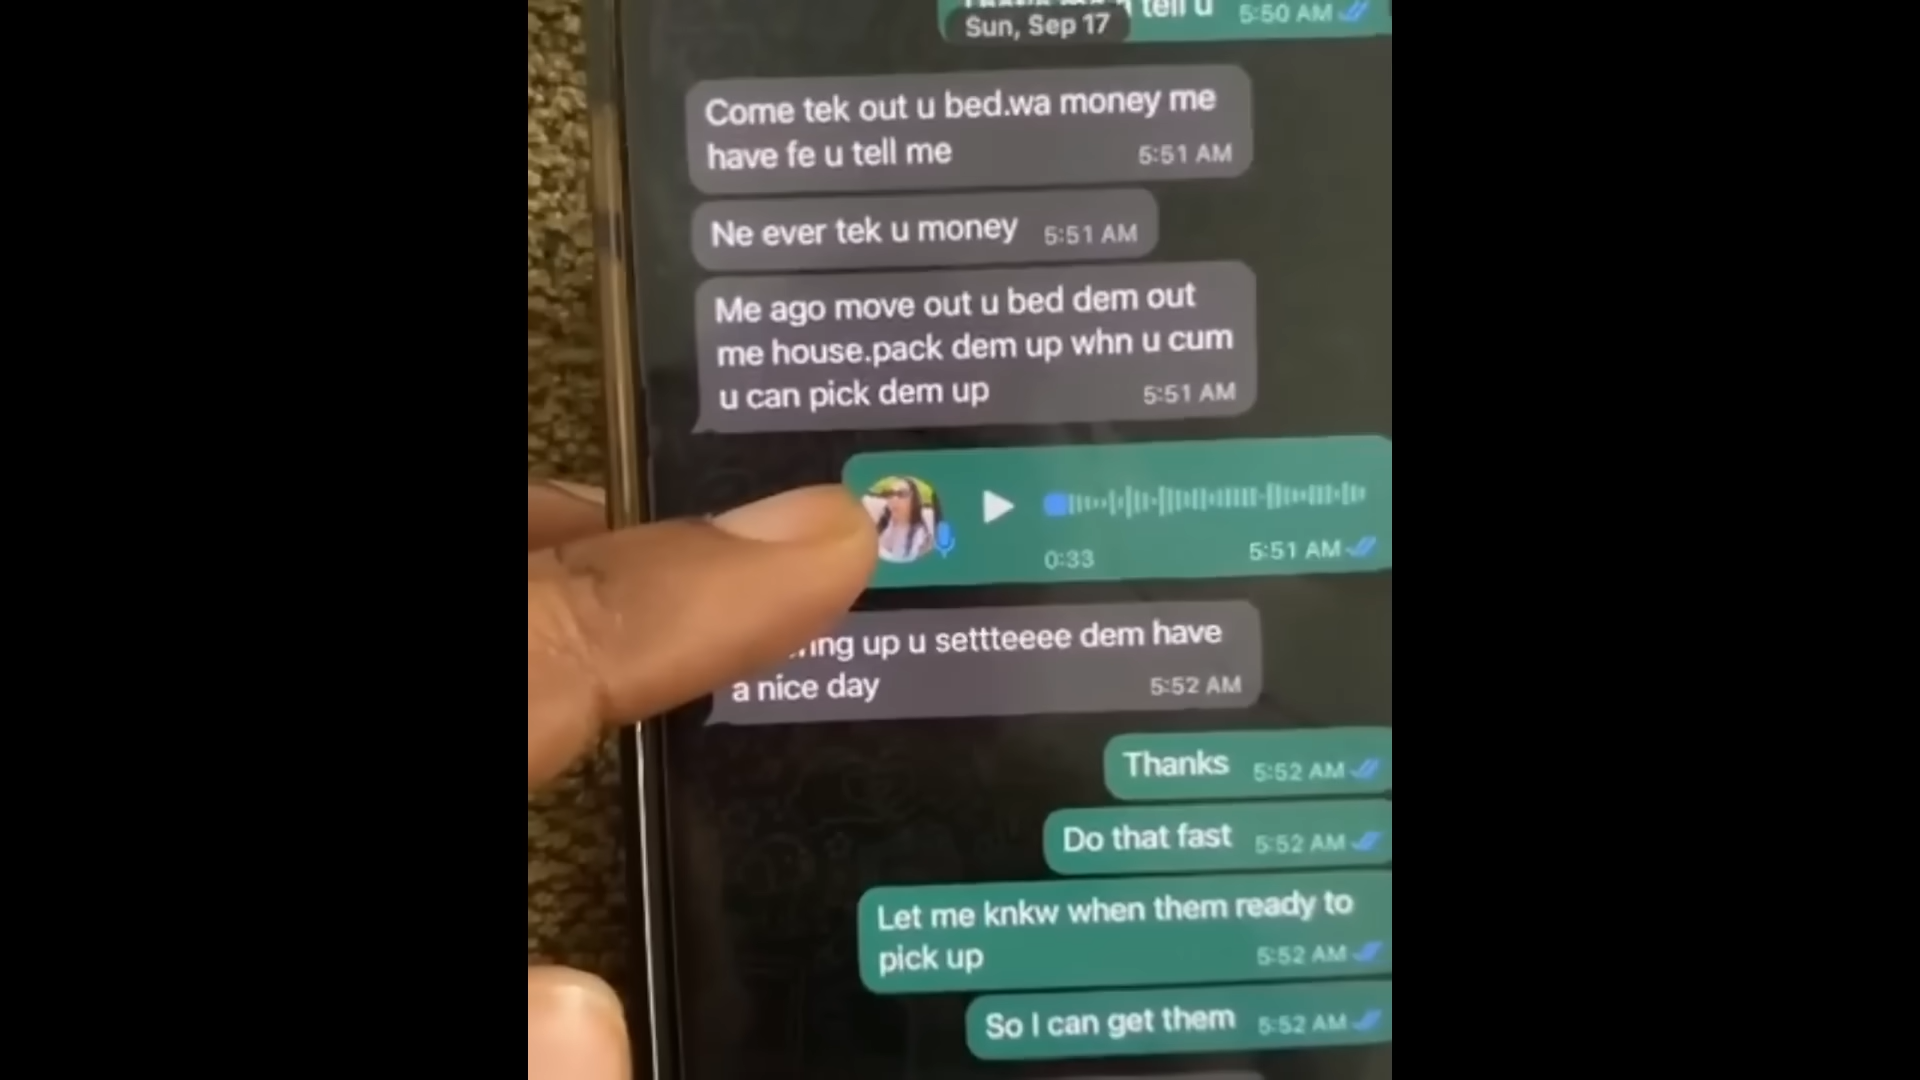 tell u 5:50 AM
Sun, Sep 17
Come tek out u bed.wa money me
have fe u tell me 5:51 AM
Ne ever tek u money 5:51 AM
Me ago move out u bed dem out
me house.pack dem up whn u cum
u can pick dem up 5:51 AM
0:33 5:51 AM
up u settteeee dem have
a nice day 5:52 AM
Thanks 5:52 AM
Do that fast 5:52 AM
Let me knkw when them ready to
pick up 5:52 AM
So I can get them 5:52 AM